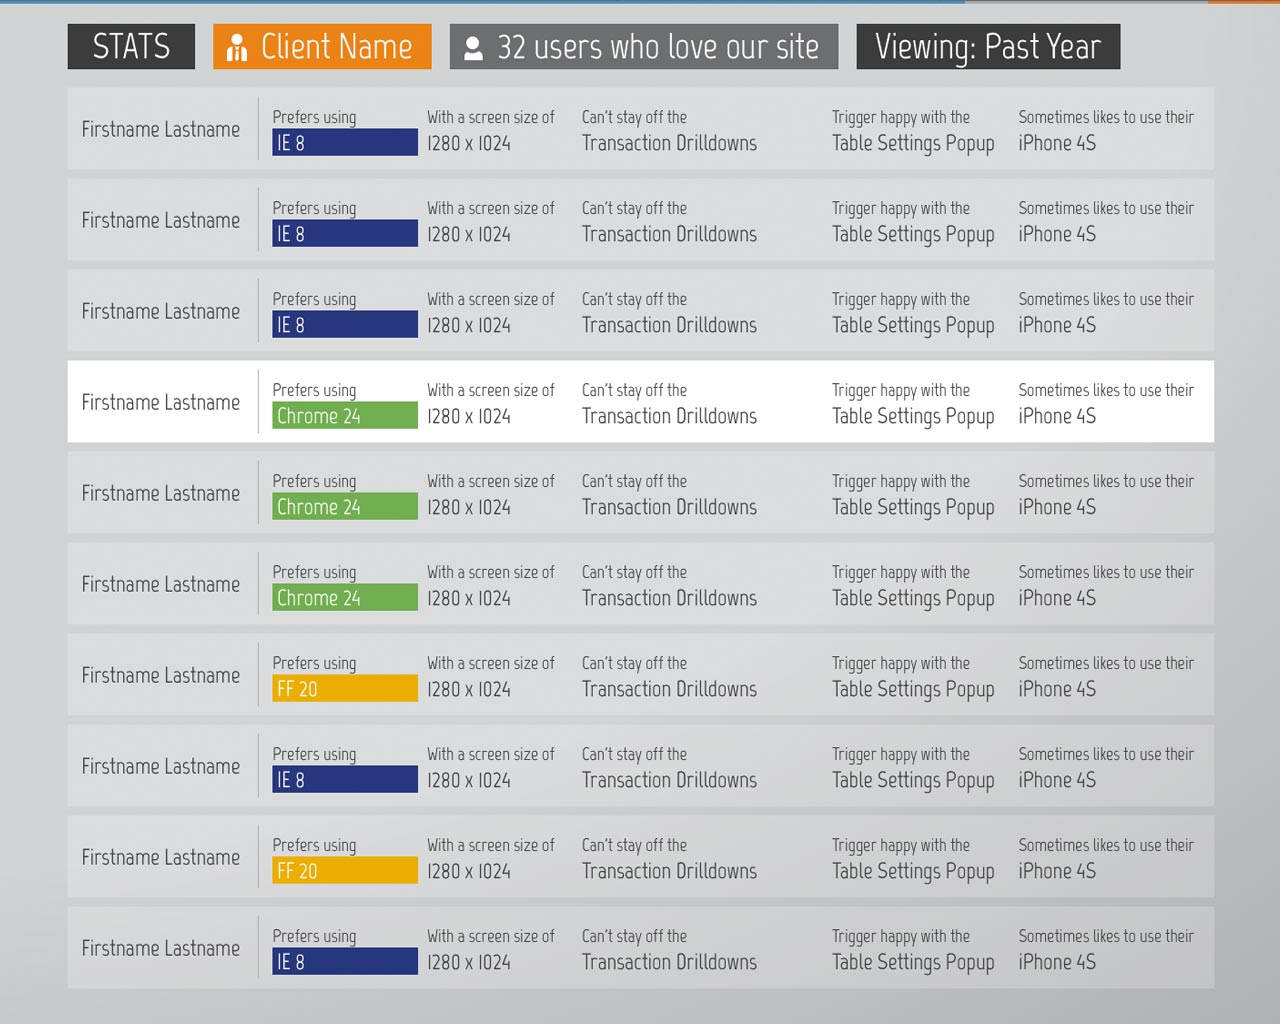 STATS Client Name 32 users who love our site Viewing: Past Year
Prefers using With a screen size of Can't stay off the Trigger happy with the Sometimes likes to use their
Firstname Lastname IE 8 1280 x 1024 Transaction Drilldowns Table Settings Popup iPhone 4S
Prefers using With a screen size of Can't stay off the Trigger happy with the Sometimes likes to use their
Firstname Lastname IE 8 1280 x 1024 Transaction Drilldowns Table Settings Popup iPhone 4S
Prefers using With a screen size of Can't stay off the Trigger happy with the Sometimes likes to use their
Firstname Lastname IE 8 1280 x 1024 Transaction Drilldowns Table Settings Popup iPhone 4S
Prefers using With a screen size of Can't stay off the Trigger happy with the Sometimes likes to use their
Firstname Lastname Chrome 24 1280 x 1024 Transaction Drilldowns Table Settings Popup iPhone 4S
Prefers using With a screen size of Can't stay off the Trigger happy with the Sometimes likes to use their
Firstname Lastname Chrome 24 1280 x 1024 Transaction Drilldowns Table Settings Popup iPhone 4S
Prefers using With a screen size of Can't stay off the Trigger happy with the Sometimes likes to use their
Firstname Lastname Chrome 24 1280 x 1024 Transaction Drilldowns Table Settings Popup iPhone 4S
Prefers using With a screen size of Can't stay off the Trigger happy with the Sometimes likes to use their
Firstname Lastname FF 20 1280 x 1024 Transaction Drilldowns Table Settings Popup iPhone 4S
Prefers using With a screen size of Can't stay off the Trigger happy with the Sometimes likes to use their
Firstname Lastname IE 8 1280 x 1024 Transaction Drilldowns Table Settings Popup iPhone 4S
Prefers using With a screen size of Can't stay off the Trigger happy with the Sometimes likes to use their
Firstname Lastname FF 20 1280 x 1024 Transaction Drilldowns Table Settings Popup iPhone 4S
Prefers using With a screen size of Can't stay off the Trigger happy with the Sometimes likes to use their
Firstname Lastname IE 8 1280 x 1024 Transaction Drilldowns Table Settings Popup iPhone 4S